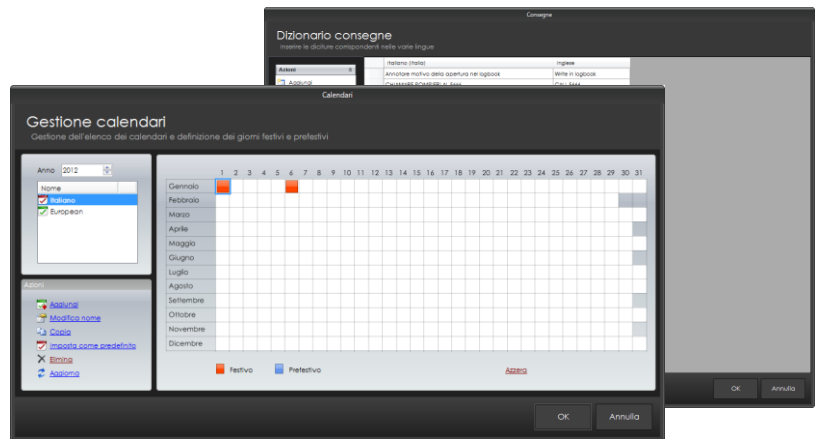 Consegne
Dizionario consegne
Inserire le diciture corrispondenti nelle varie lingue
Azioni
Aggiungi
Italiano (Italia) Inglese
Annotare motivo della apertura nel logbook Write in logbook
OK Annulla
Calendari
Gestione calendari
Gestione dell'elenco dei calendari e definizione dei giorni festivi e prefestivi
Anno 2012
Nome
Italiano
European
Azioni
Aggiungi
Modifica nome
Copia
Imposta come predefinito
Elimina
Aggiorna
1 2 3 4 5 6 7 8 9 10 11 12 13 14 15 16 17 18 19 20 21 22 23 24 25 26 27 28 29 30 31
Gennaio
Febbraio
Marzo
Aprile
Maggio
Giugno
Luglio
Agosto
Settembre
Ottobre
Novembre
Dicembre
Festivo Prefestivo Azzera
OK Annulla